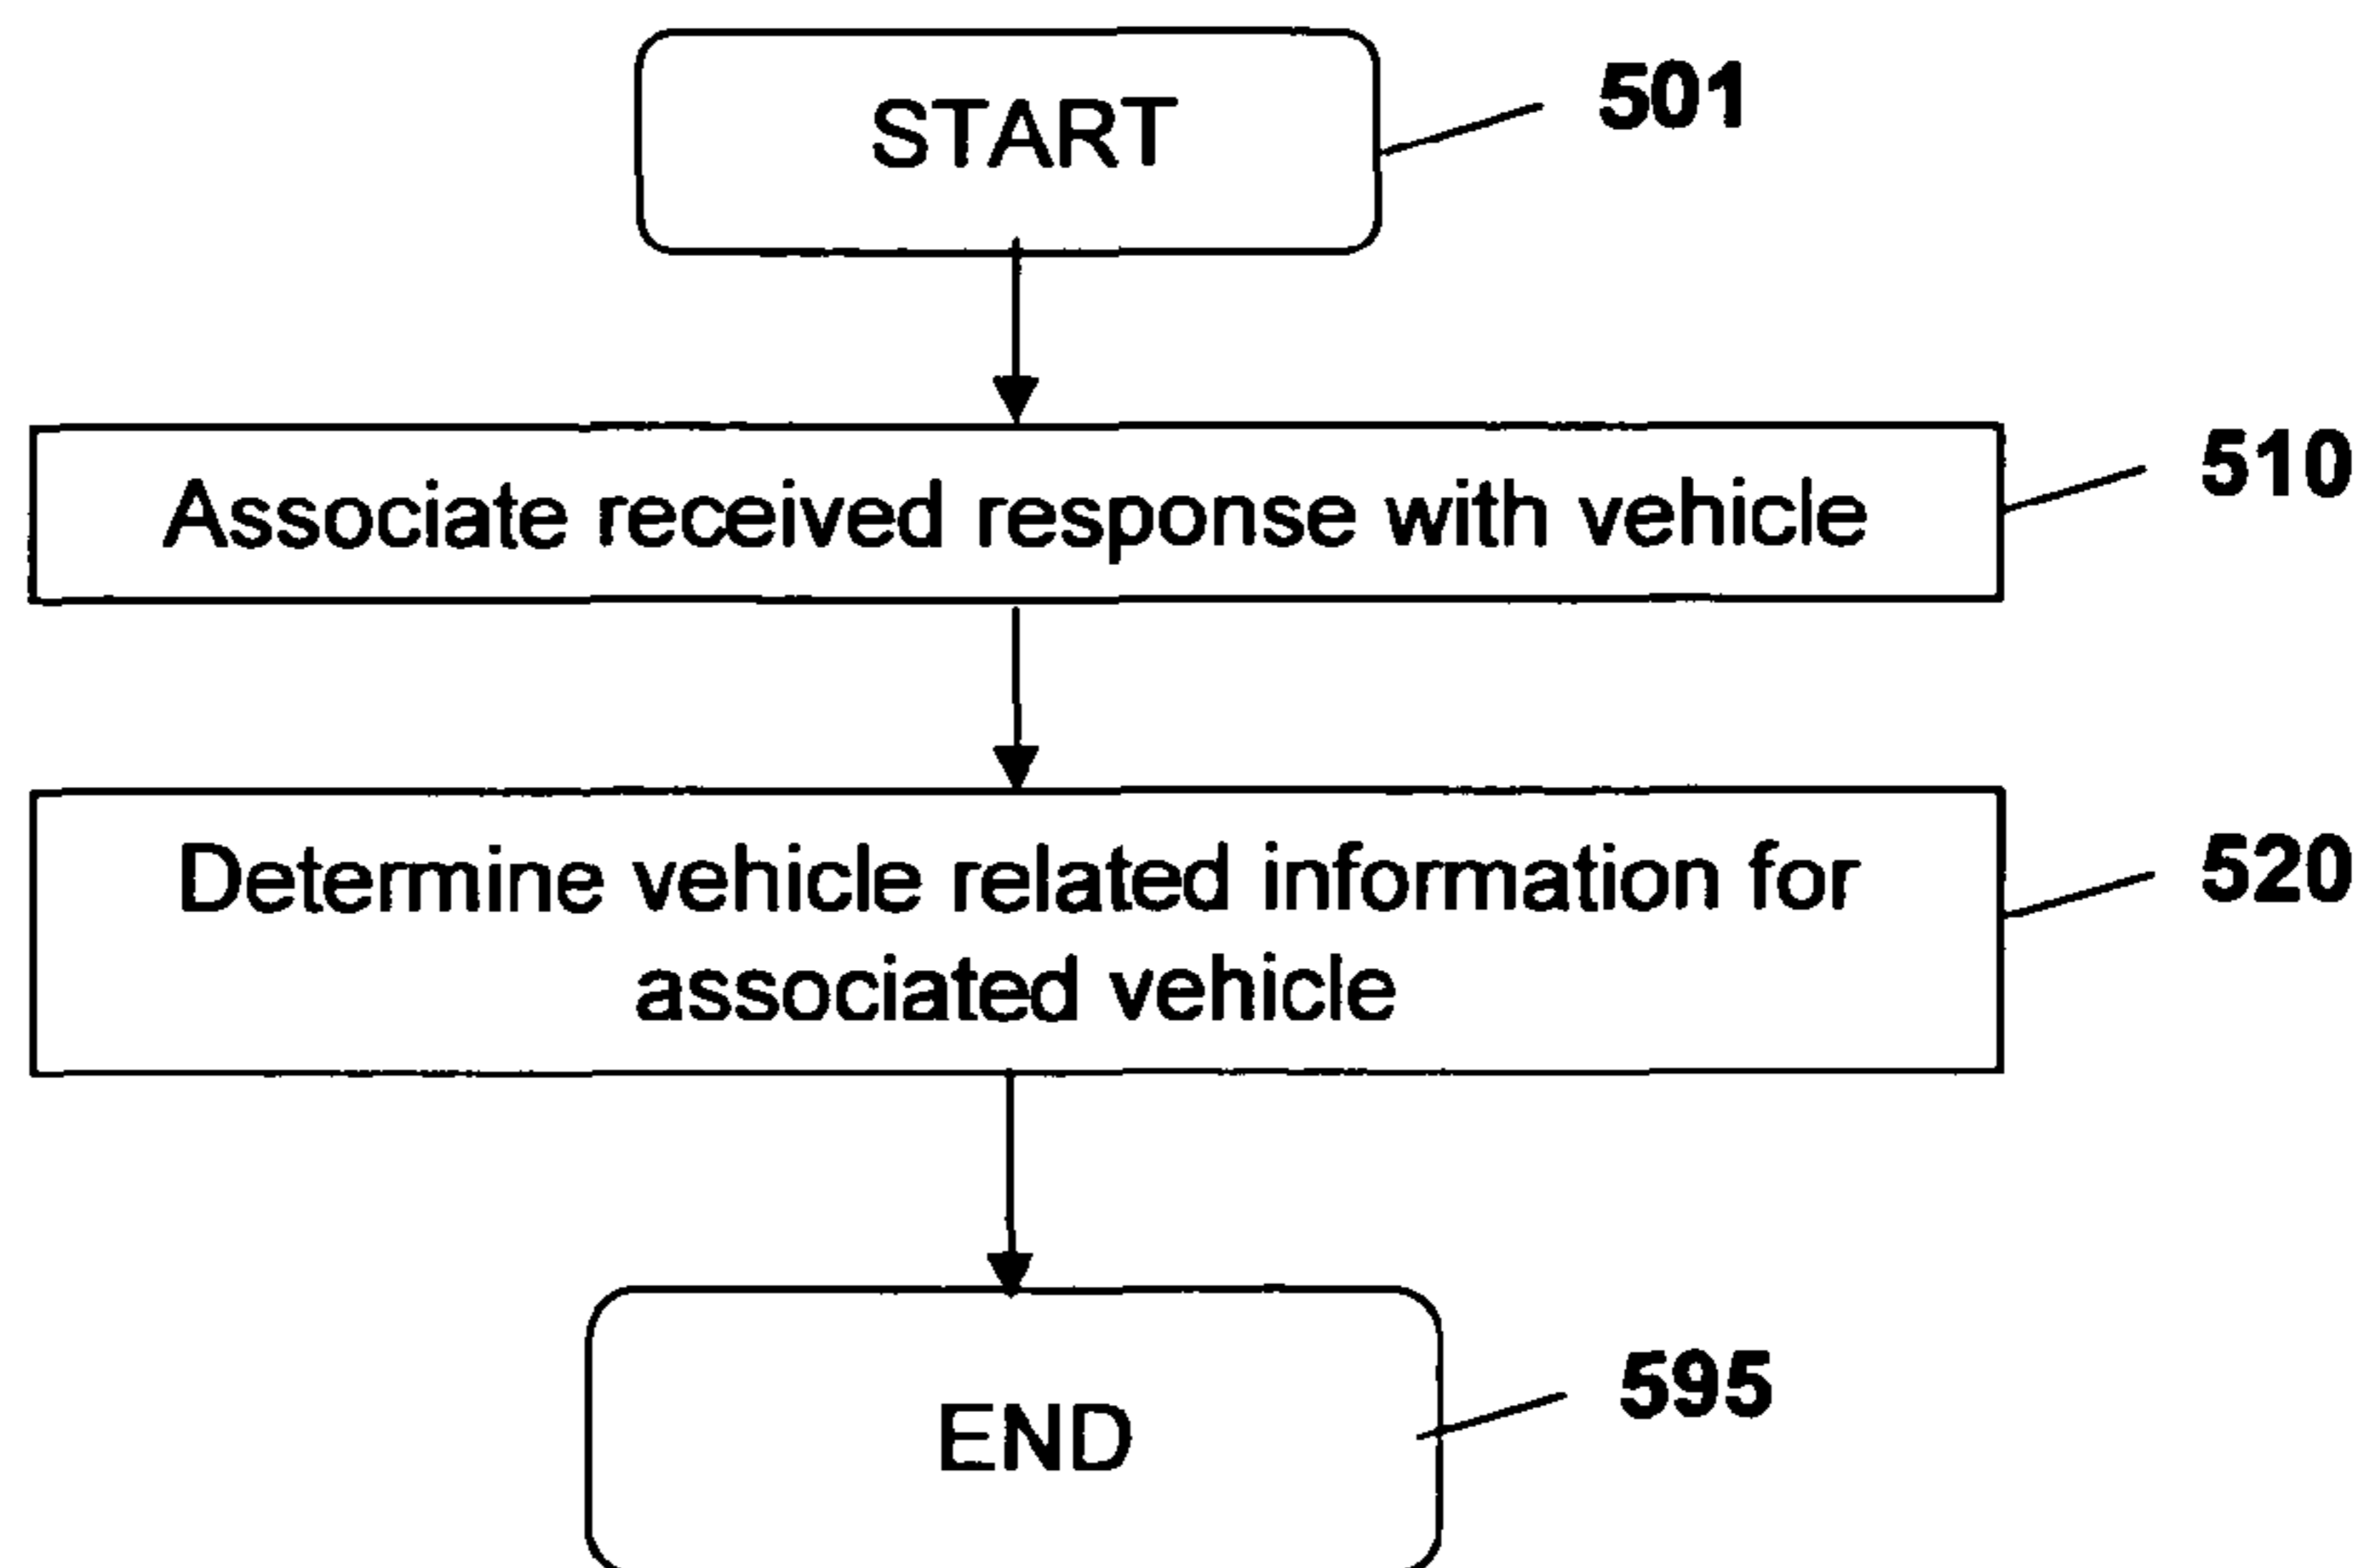 START
501
Associate received response with vehicle
510
Determine vehicle related information for
associated vehicle
520
END
595